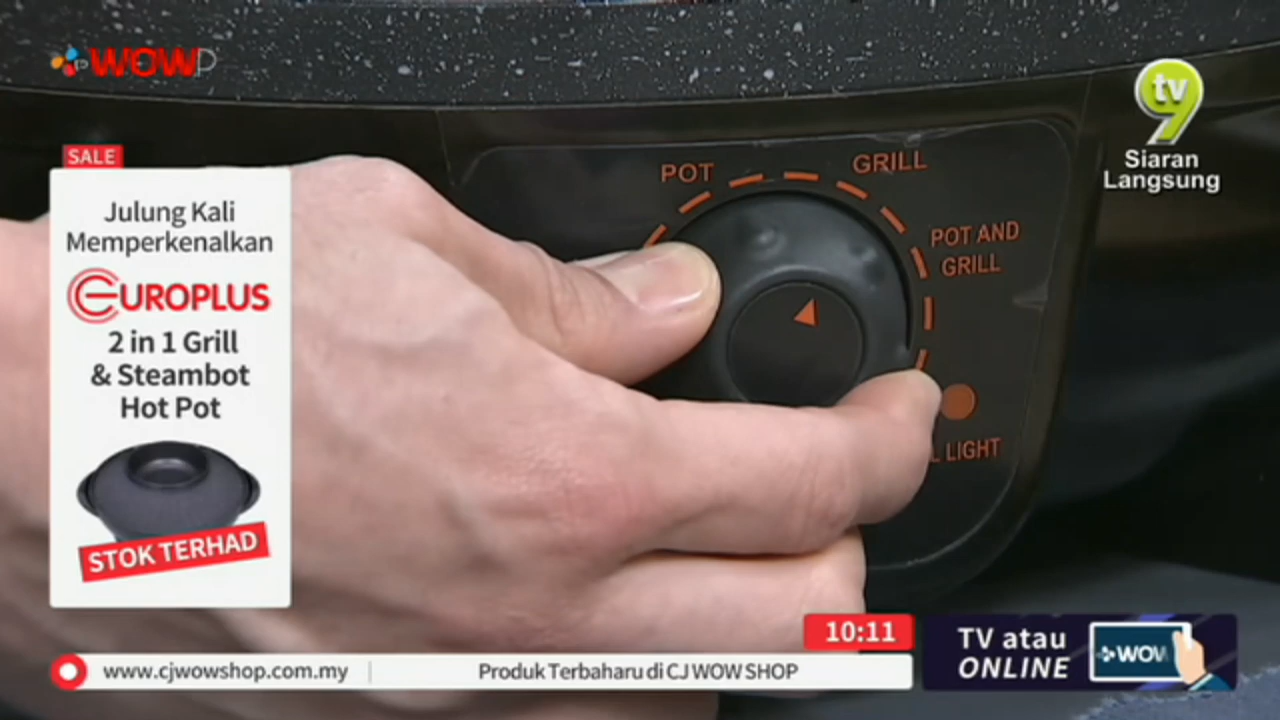 WOW
tv
9
Siaran
Langsung
SALE
Julung Kali
Memperkenalkan
EUROPLUS
2 in 1 Grill
& Steambot
Hot Pot
STOK TERHAD
POT
GRILL
POT AND
GRILL
LIGHT
10:11
www.cjwowshop.com.my
Produk Terbaharu di CJ WOW SHOP
TV atau
ONLINE
WOW